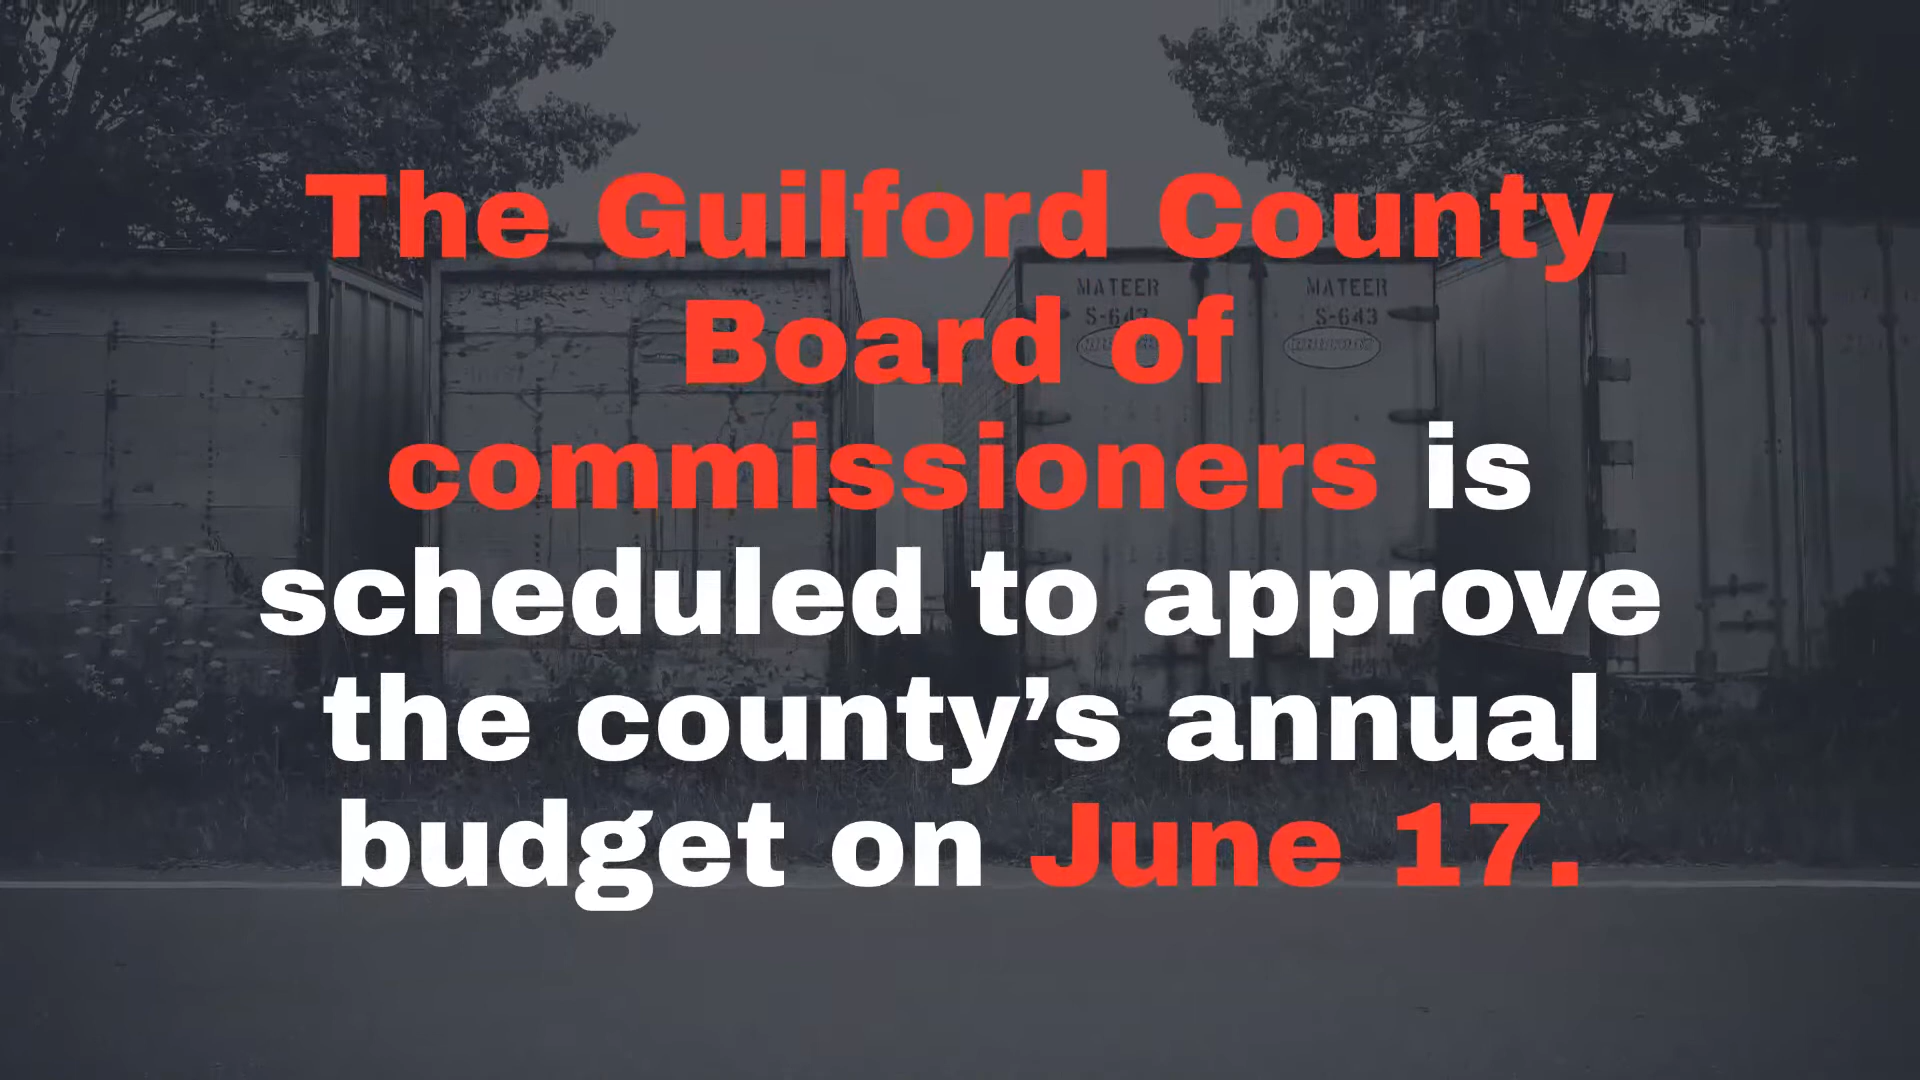 The Guilford County
Board of
commissioners is
scheduled to approve
the county’s annual
budget on June 17.
MATEER
S-643
MATEER
S-643